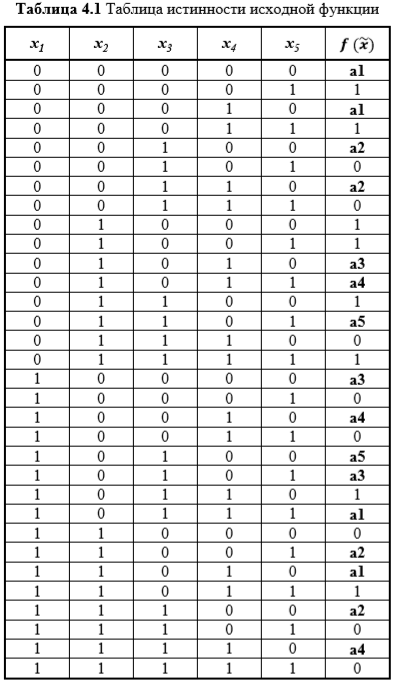 Таблица 4.1 Таблица истинности исходной функции
x1 x2 x3 x4 x5 f (x̃)
0 0 0 0 0 a1
0 0 0 0 1 1
0 0 0 1 0 a1
0 0 0 1 1 1
0 0 1 0 0 a2
0 0 1 0 1 0
0 0 1 1 0 a2
0 0 1 1 1 0
0 1 0 0 0 1
0 1 0 0 1 1
0 1 0 1 0 a3
0 1 0 1 1 a4
0 1 1 0 0 1
0 1 1 0 1 a5
0 1 1 1 0 0
0 1 1 1 1 1
1 0 0 0 0 a3
1 0 0 0 1 0
1 0 0 1 0 a4
1 0 0 1 1 0
1 0 1 0 0 a5
1 0 1 0 1 a3
1 0 1 1 0 1
1 0 1 1 1 a1
1 1 0 0 0 0
1 1 0 0 1 a2
1 1 0 1 0 a1
1 1 0 1 1 1
1 1 1 0 0 a2
1 1 1 0 1 0
1 1 1 1 0 a4
1 1 1 1 1 0